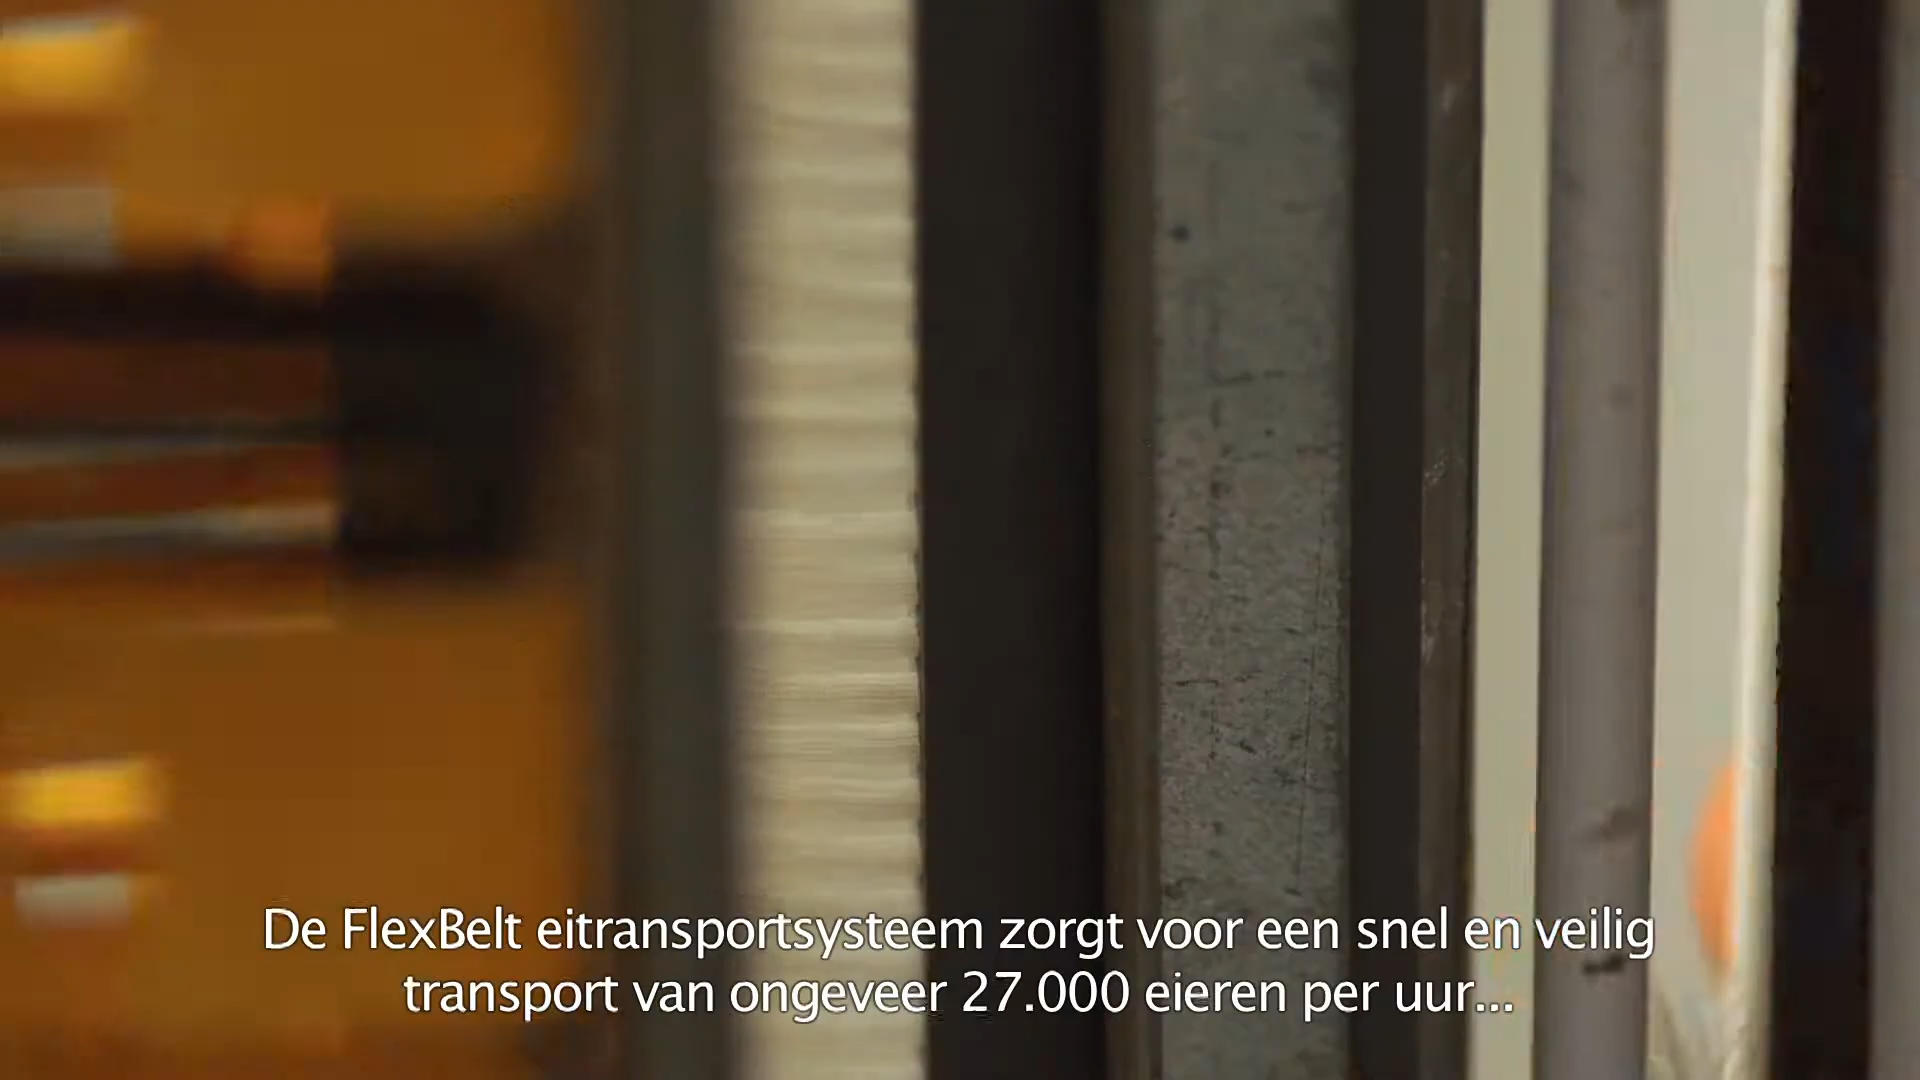 De FlexBelt eitransportsysteem zorgt voor een snel en veilig
transport van ongeveer 27.000 eieren per uur...